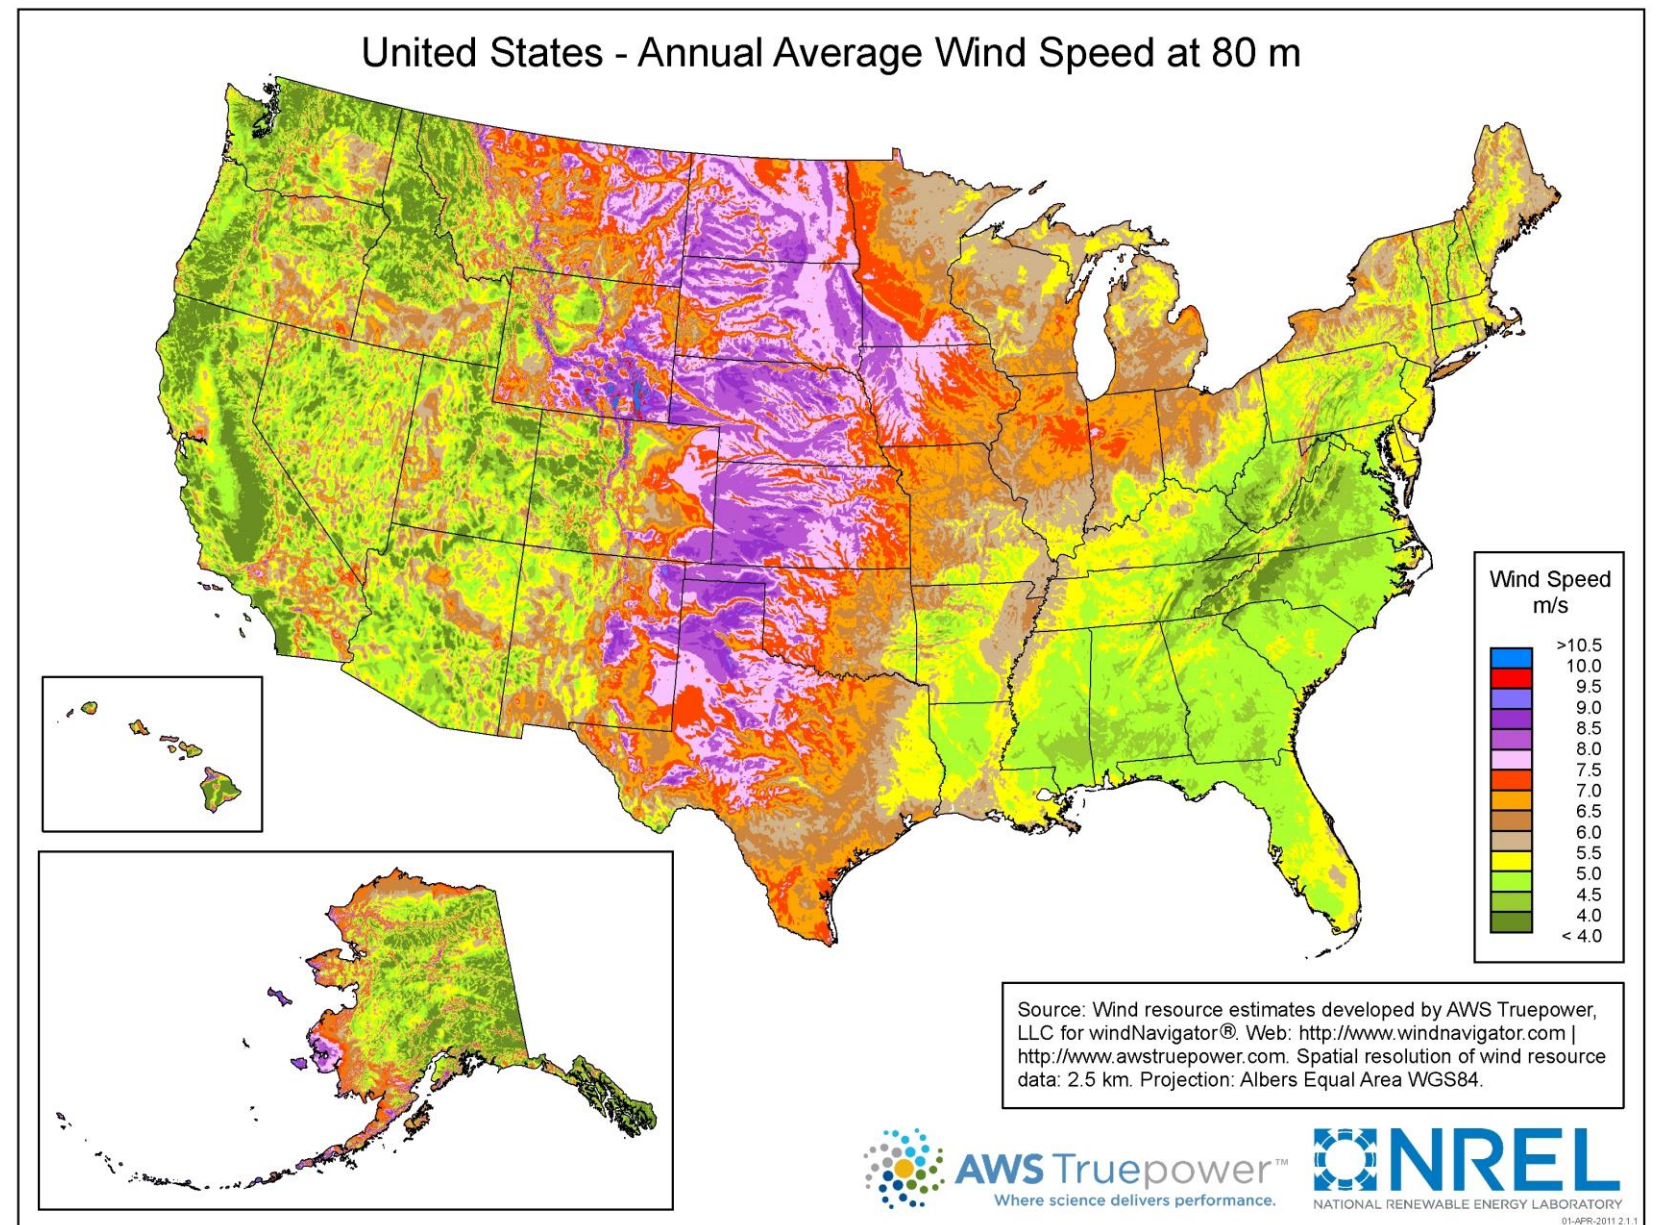 United States - Annual Average Wind Speed at 80 m
Wind Speed
m/s
>10.5
10.0
9.5
9.0
8.5
8.0
7.5
7.0
6.5
6.0
5.5
5.0
4.5
4.0
< 4.0
Source: Wind resource estimates developed by AWS Truepower,
LLC for windNavigator®. Web: http://www.windnavigator.com |
http://www.awstruepower.com. Spatial resolution of wind resource
data: 2.5 km. Projection: Albers Equal Area WGS84.
AWS Truepower™
Where science delivers performance.
NREL
NATIONAL RENEWABLE ENERGY LABORATORY
01-APR-2011 2.1.1